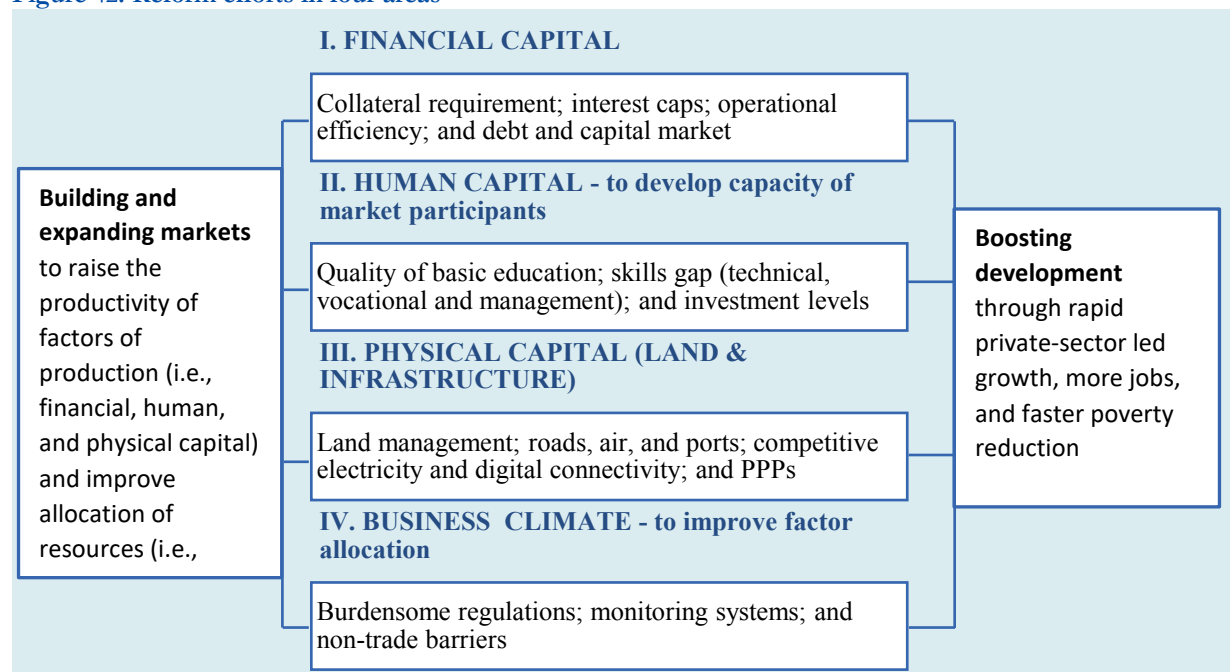 I. FINANCIAL CAPITAL
Collateral requirement; interest caps; operational
efficiency; and debt and capital market
II. HUMAN CAPITAL - to develop capacity of
market participants
Quality of basic education; skills gap (technical,
vocational and management); and investment levels
III. PHYSICAL CAPITAL (LAND &
INFRASTRUCTURE)
Land management; roads, air, and ports; competitive
electricity and digital connectivity; and PPPs
IV. BUSINESS CLIMATE - to improve factor
allocation
Burdensome regulations; monitoring systems; and
non-trade barriers
Building and
expanding markets
to raise the
productivity of
factors of
production (i.e.,
financial, human,
and physical capital)
and improve
allocation of
resources (i.e.,
Boosting
development
through rapid
private-sector led
growth, more jobs,
and faster poverty
reduction